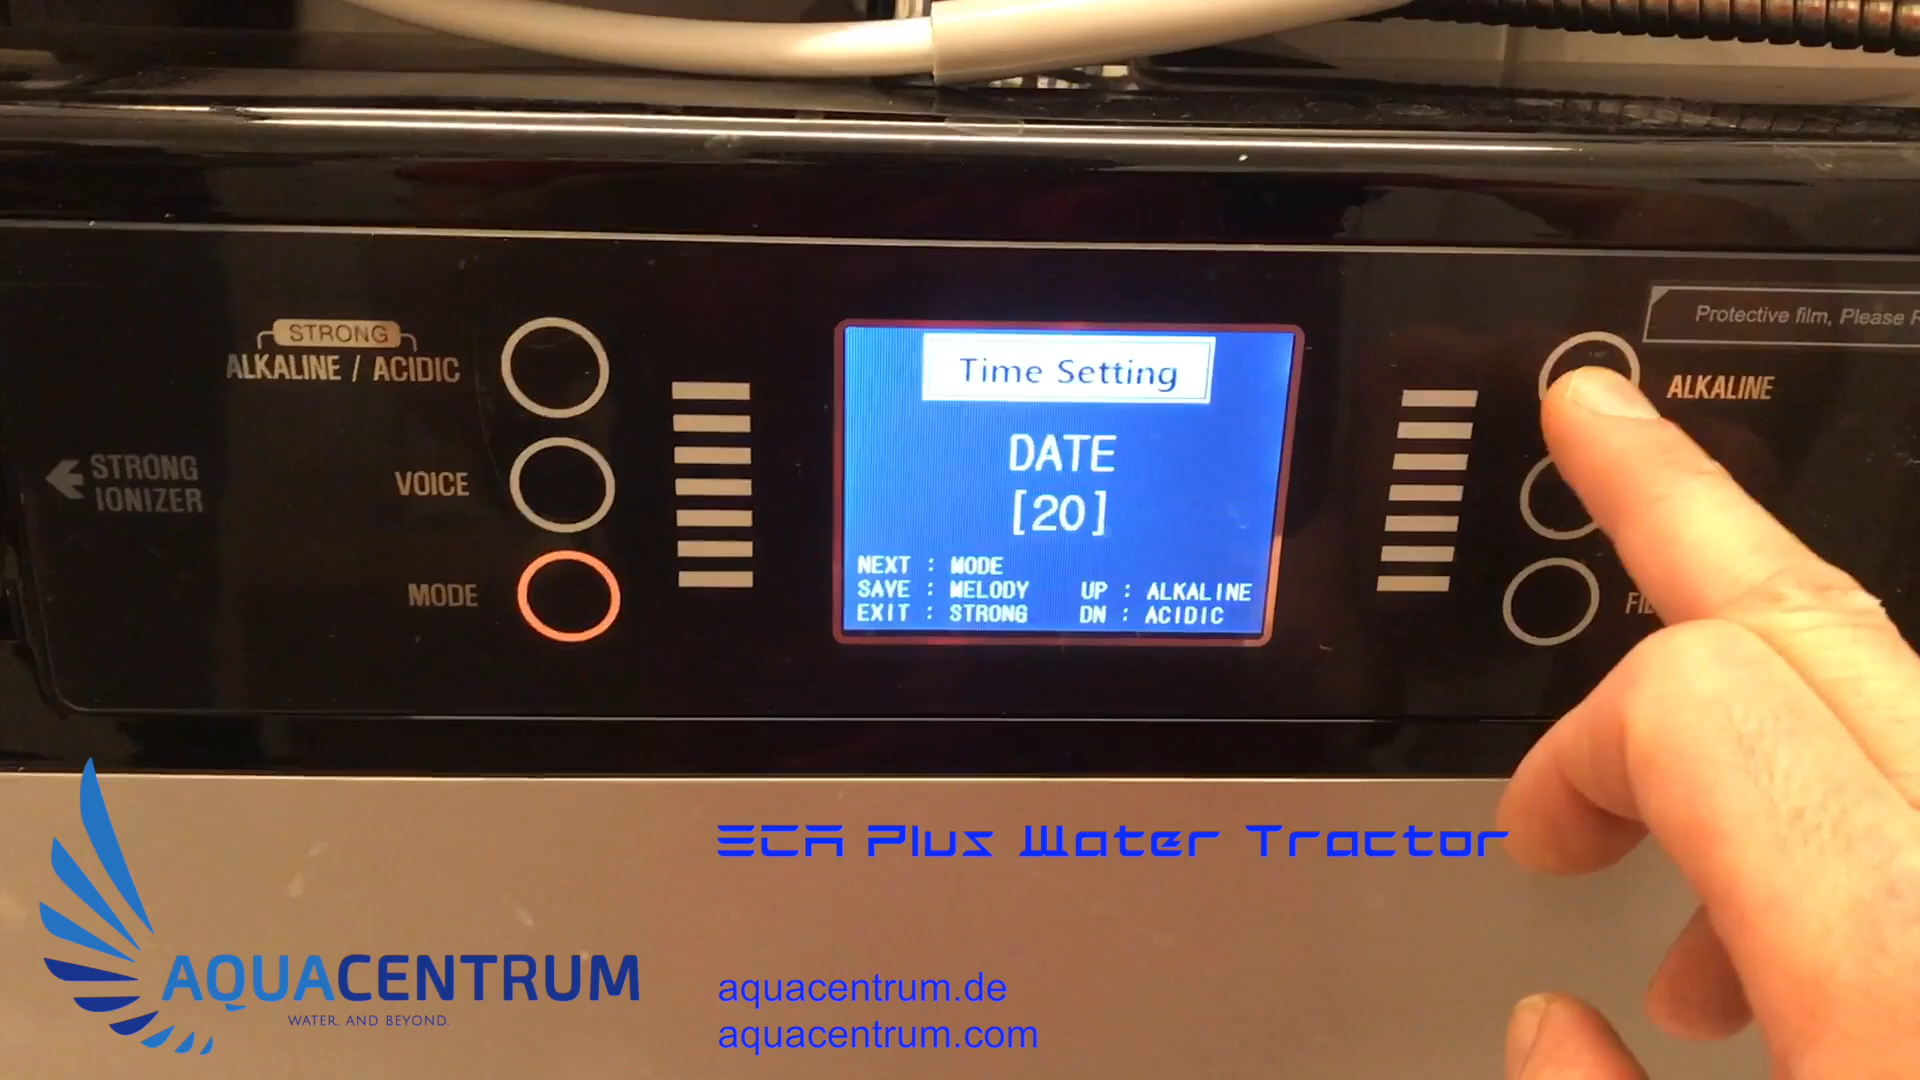 STRONG
ALKALINE / ACIDIC
STRONG
IONIZER
VOICE
MODE
Time Setting
DATE
[20]
NEXT : MODE
SAVE : MELODY UP : ALKALINE
EXIT : STRONG DN : ACIDIC
Protective film, Please
ALKALINE
ECA Plus Water Tractor
AQUACENTRUM
WATER. AND BEYOND.
aquacentrum.de
aquacentrum.com